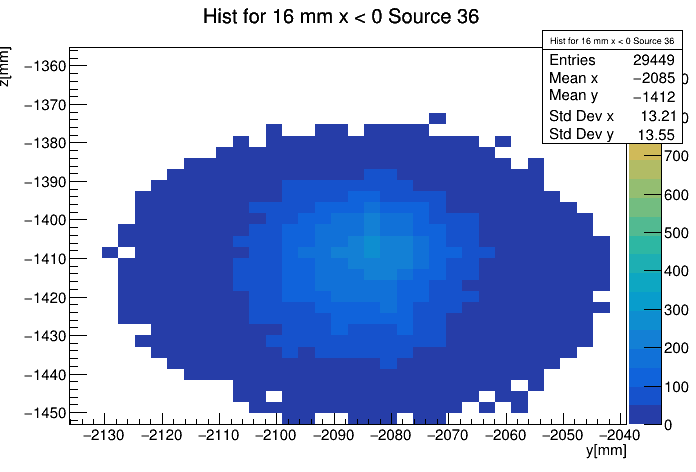 Hist for 16 mm x < 0 Source 36
z[mm]
Hist for 16 mm x < 0 Source 36
Entries 29449
Mean x −2085
Mean y −1412
Std Dev x 13.21
Std Dev y 13.55
−1360
−1370
−1380
−1390
−1400
−1410
−1420
−1430
−1440
−1450
700
600
500
400
300
200
100
0
−2130 −2120 −2110 −2100 −2090 −2080 −2070 −2060 −2050 −2040
y[mm]